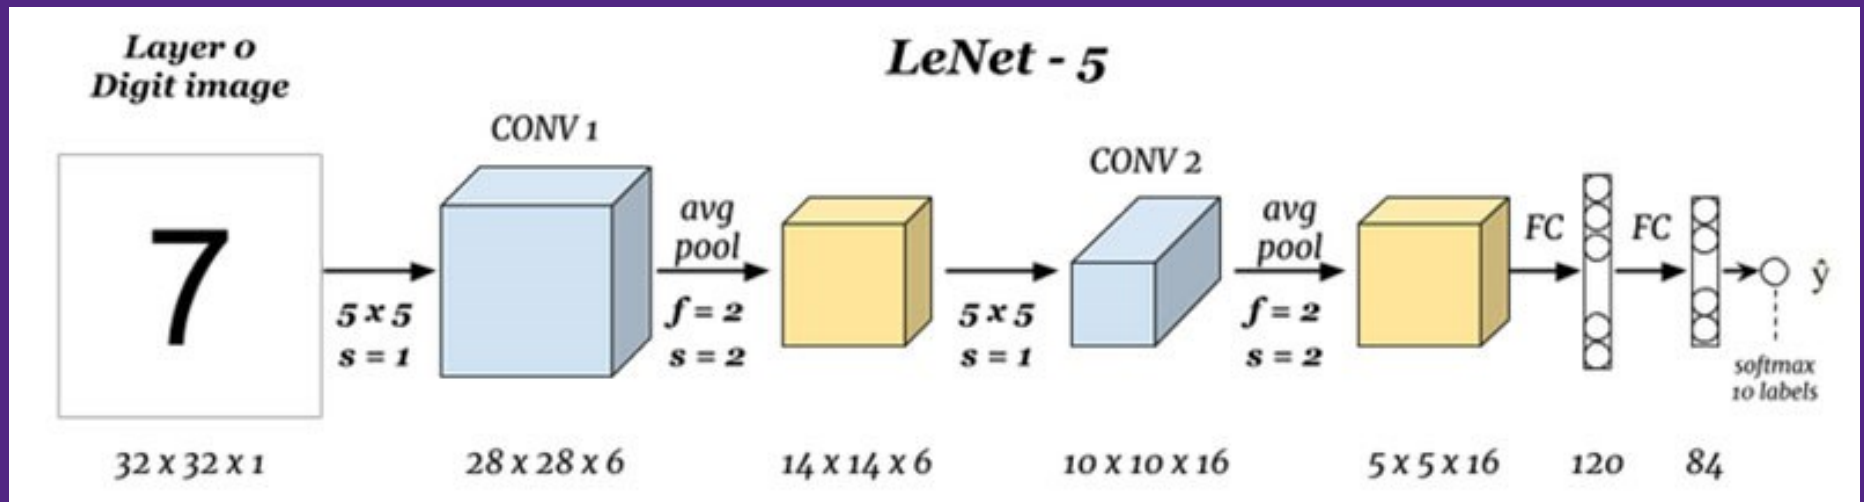 Layer 0
Digit image
LeNet - 5
7
32 x 32 x 1
5 x 5
s = 1
CONV 1
28 x 28 x 6
avg
pool
f = 2
s = 2
14 x 14 x 6
5 x 5
s = 1
CONV 2
10 x 10 x 16
avg
pool
f = 2
s = 2
5 x 5 x 16
FC
120
FC
84
ŷ
softmax
10 labels